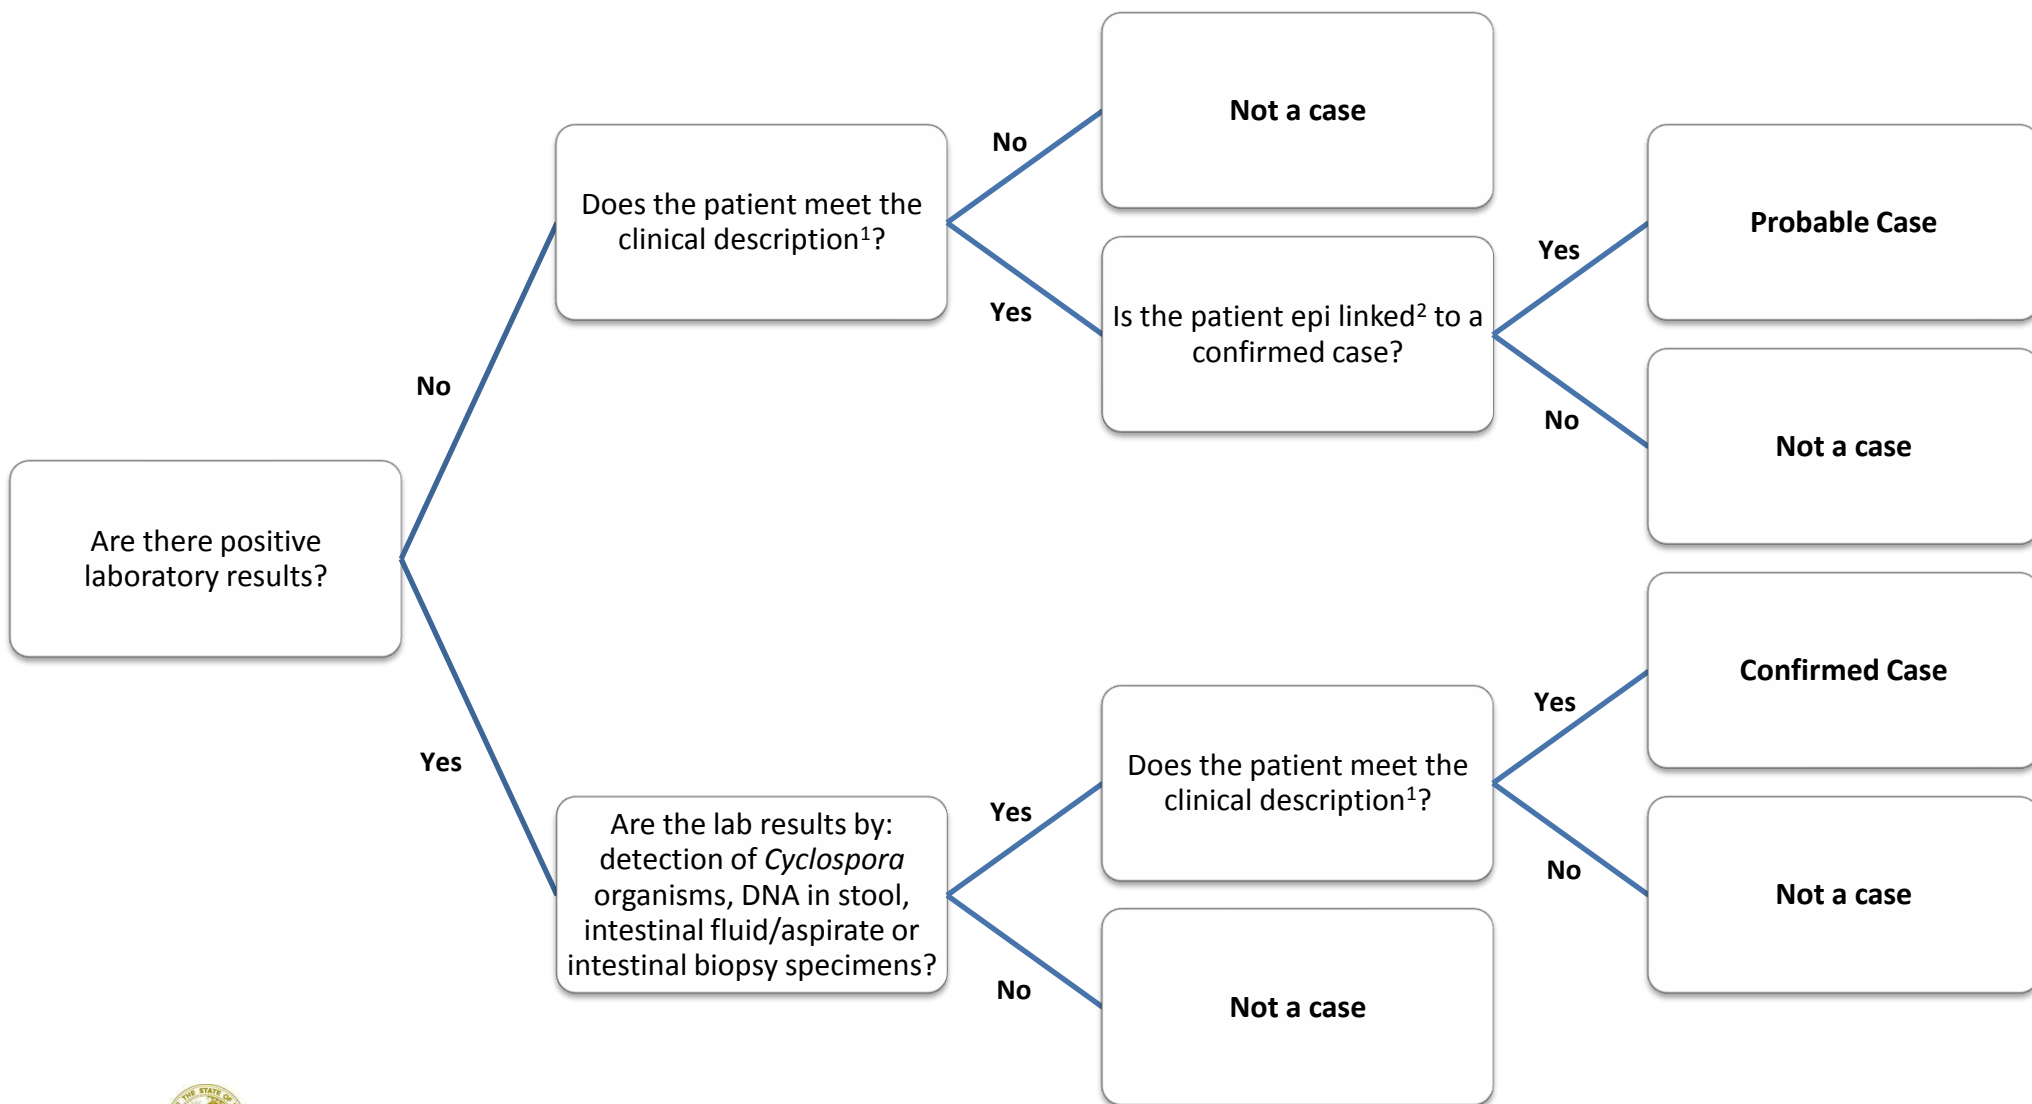 Not a case
No
Does the patient meet the
clinical description¹?
Probable Case
Yes
Yes
Is the patient epi linked² to a
confirmed case?
No
No
Not a case
Are there positive
laboratory results?
Confirmed Case
Yes
Does the patient meet the
clinical description¹?
Yes
Yes
Are the lab results by:
detection of Cyclospora
organisms, DNA in stool,
intestinal fluid/aspirate or
intestinal biopsy specimens?
No
Not a case
No
Not a case
THE STATE OF